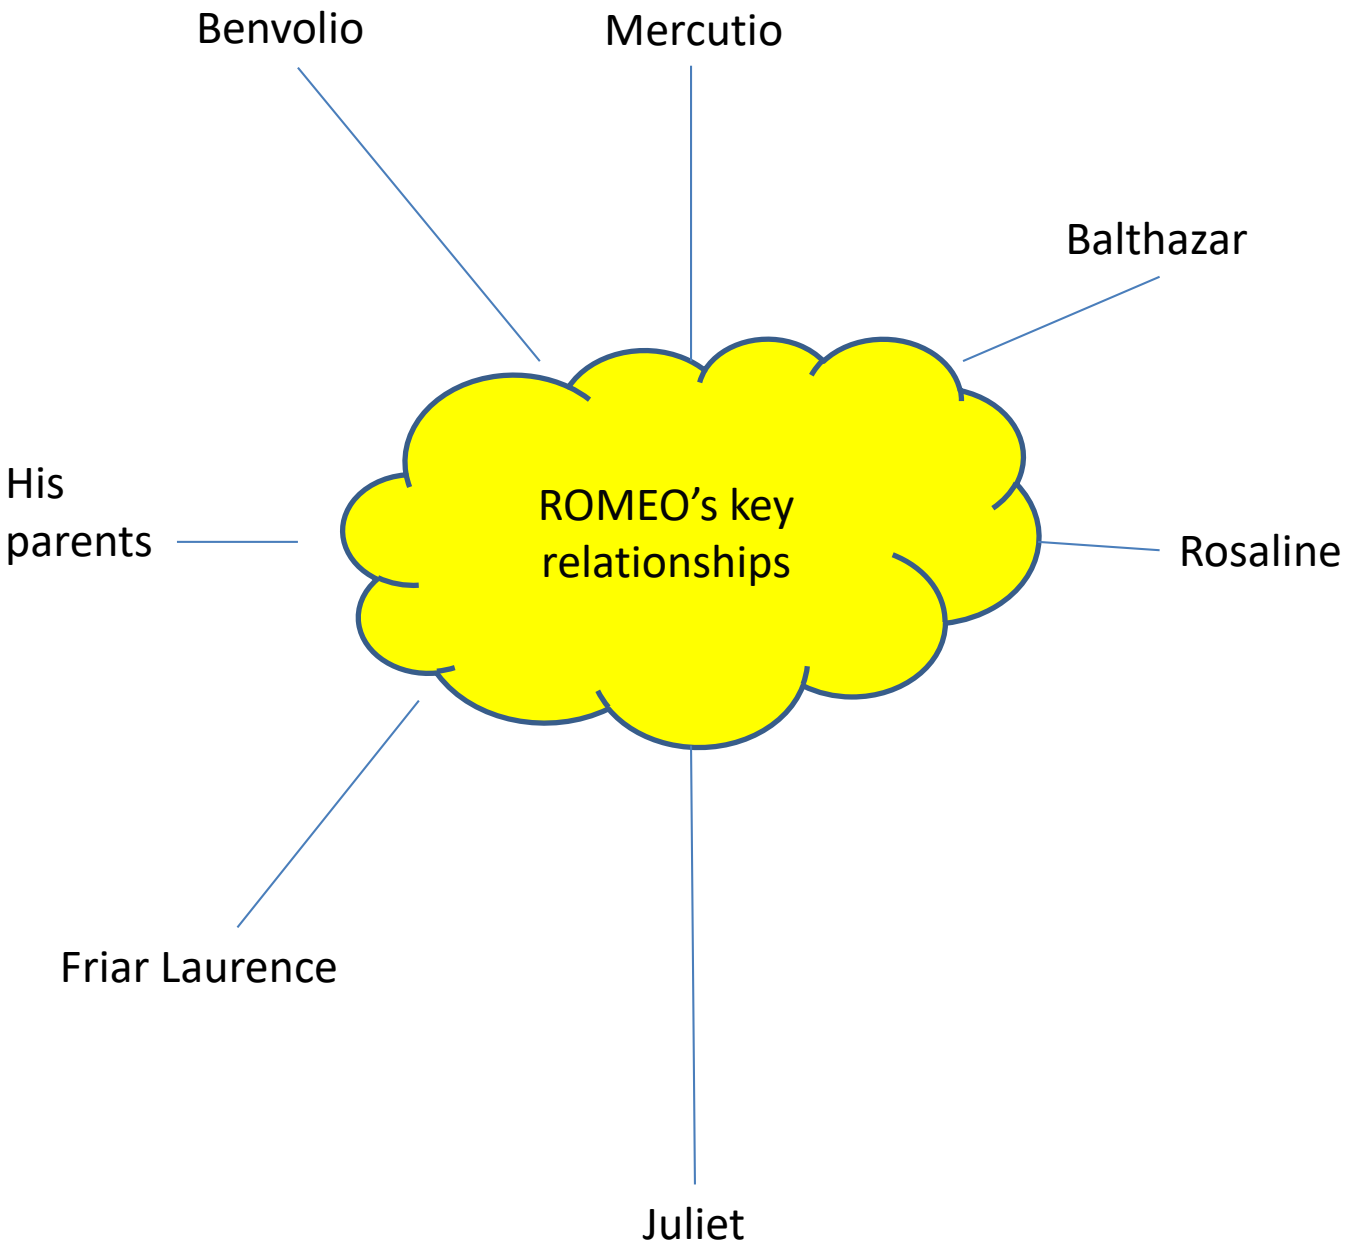 Benvolio
Mercutio
Balthazar
His
parents
ROMEO’s key
relationships
Rosaline
Friar Laurence
Juliet